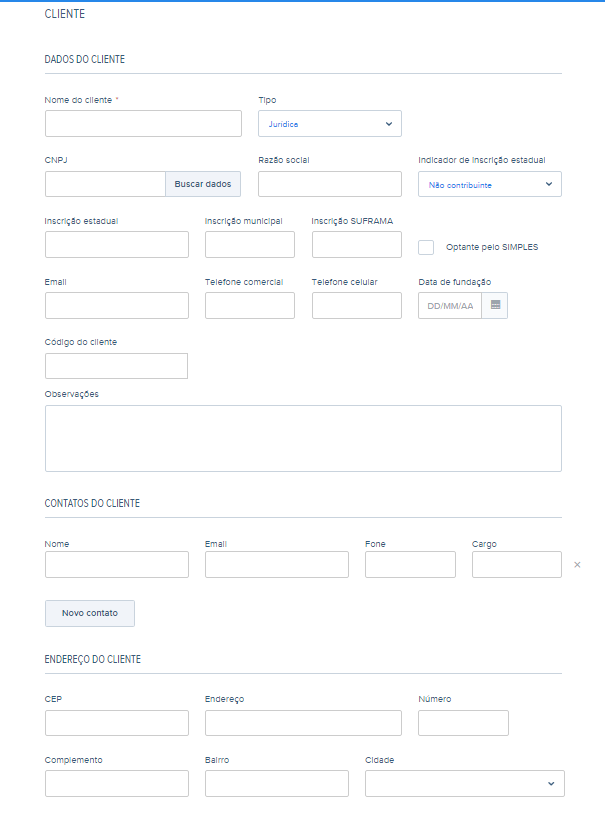 CLIENTE
DADOS DO CLIENTE
Nome do cliente * Tipo
Jurídica
CNPJ Razão social Indicador de inscrição estadual
Buscar dados Não contribuinte
Inscrição estadual Inscrição municipal Inscrição SUFRAMA
Optante pelo SIMPLES
Email Telefone comercial Telefone celular Data de fundação
DD/MM/AA
Código do cliente
Observações
CONTATOS DO CLIENTE
Nome Email Fone Cargo
×
Novo contato
ENDEREÇO DO CLIENTE
CEP Endereço Número
Complemento Bairro Cidade